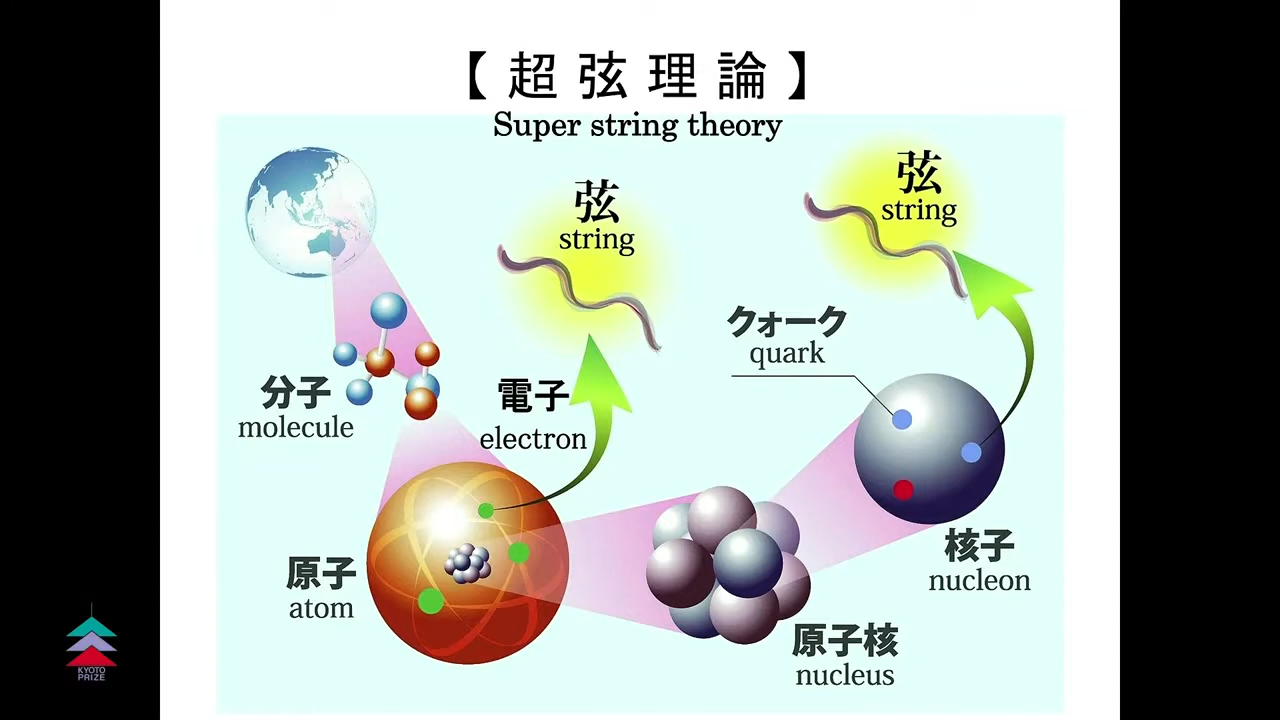 【超弦理論】
Super string theory
弦
string
弦
string
クォーク
quark
分子
molecule
電子
electron
原子
atom
核子
nucleon
原子核
nucleus
KYOTO
PRIZE